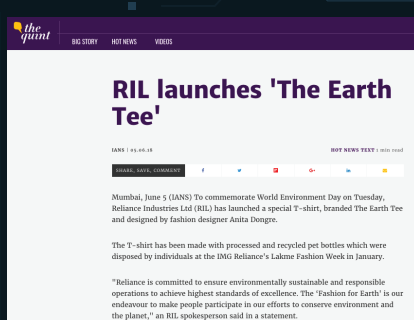 the
quint
BIG STORY HOT NEWS VIDEOS
RIL launches 'The Earth
Tee'
IANS | 05.06.18 HOT NEWS TEXT 1 min read
SHARE, SAVE, COMMENT
Mumbai, June 5 (IANS) To commemorate World Environment Day on Tuesday,
Reliance Industries Ltd (RIL) has launched a special T-shirt, branded The Earth Tee
and designed by fashion designer Anita Dongre.
The T-shirt has been made with processed and recycled pet bottles which were
disposed by individuals at the IMG Reliance's Lakme Fashion Week in January.
"Reliance is committed to ensure environmentally sustainable and responsible
operations to achieve highest standards of excellence. The 'Fashion for Earth' is our
endeavour to make people participate in our efforts to conserve environment and
the planet," an RIL spokesperson said in a statement.